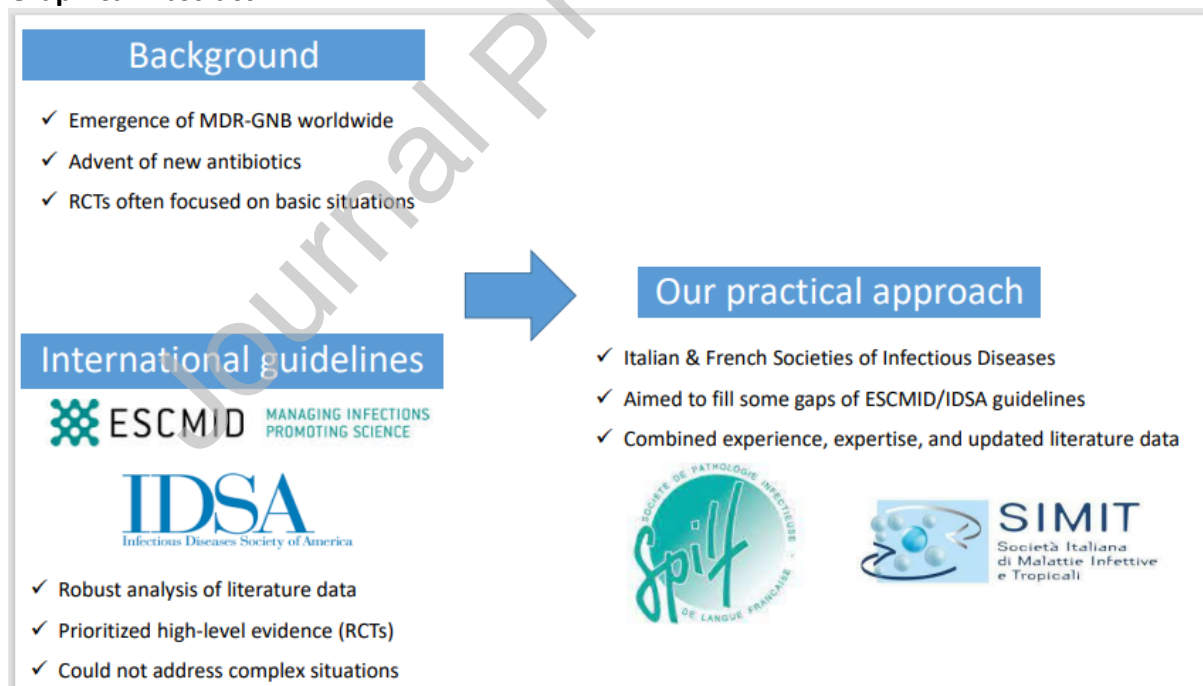 Background
✓ Emergence of MDR-GNB worldwide
✓ Advent of new antibiotics
✓ RCTs often focused on basic situations
International guidelines
ESCMID MANAGING INFECTIONS
PROMOTING SCIENCE
IDSA
Infectious Diseases Society of America
✓ Robust analysis of literature data
✓ Prioritized high-level evidence (RCTs)
✓ Could not address complex situations
Our practical approach
✓ Italian & French Societies of Infectious Diseases
✓ Aimed to fill some gaps of ESCMID/IDSA guidelines
✓ Combined experience, expertise, and updated literature data
SOCIETE DE PATHOLOGIE INFECTIEUSE -
Spilf
DE LANGUE FRANÇAISE -
SIMIT
Società Italiana
di Malattie Infettive
e Tropicali
Journal P